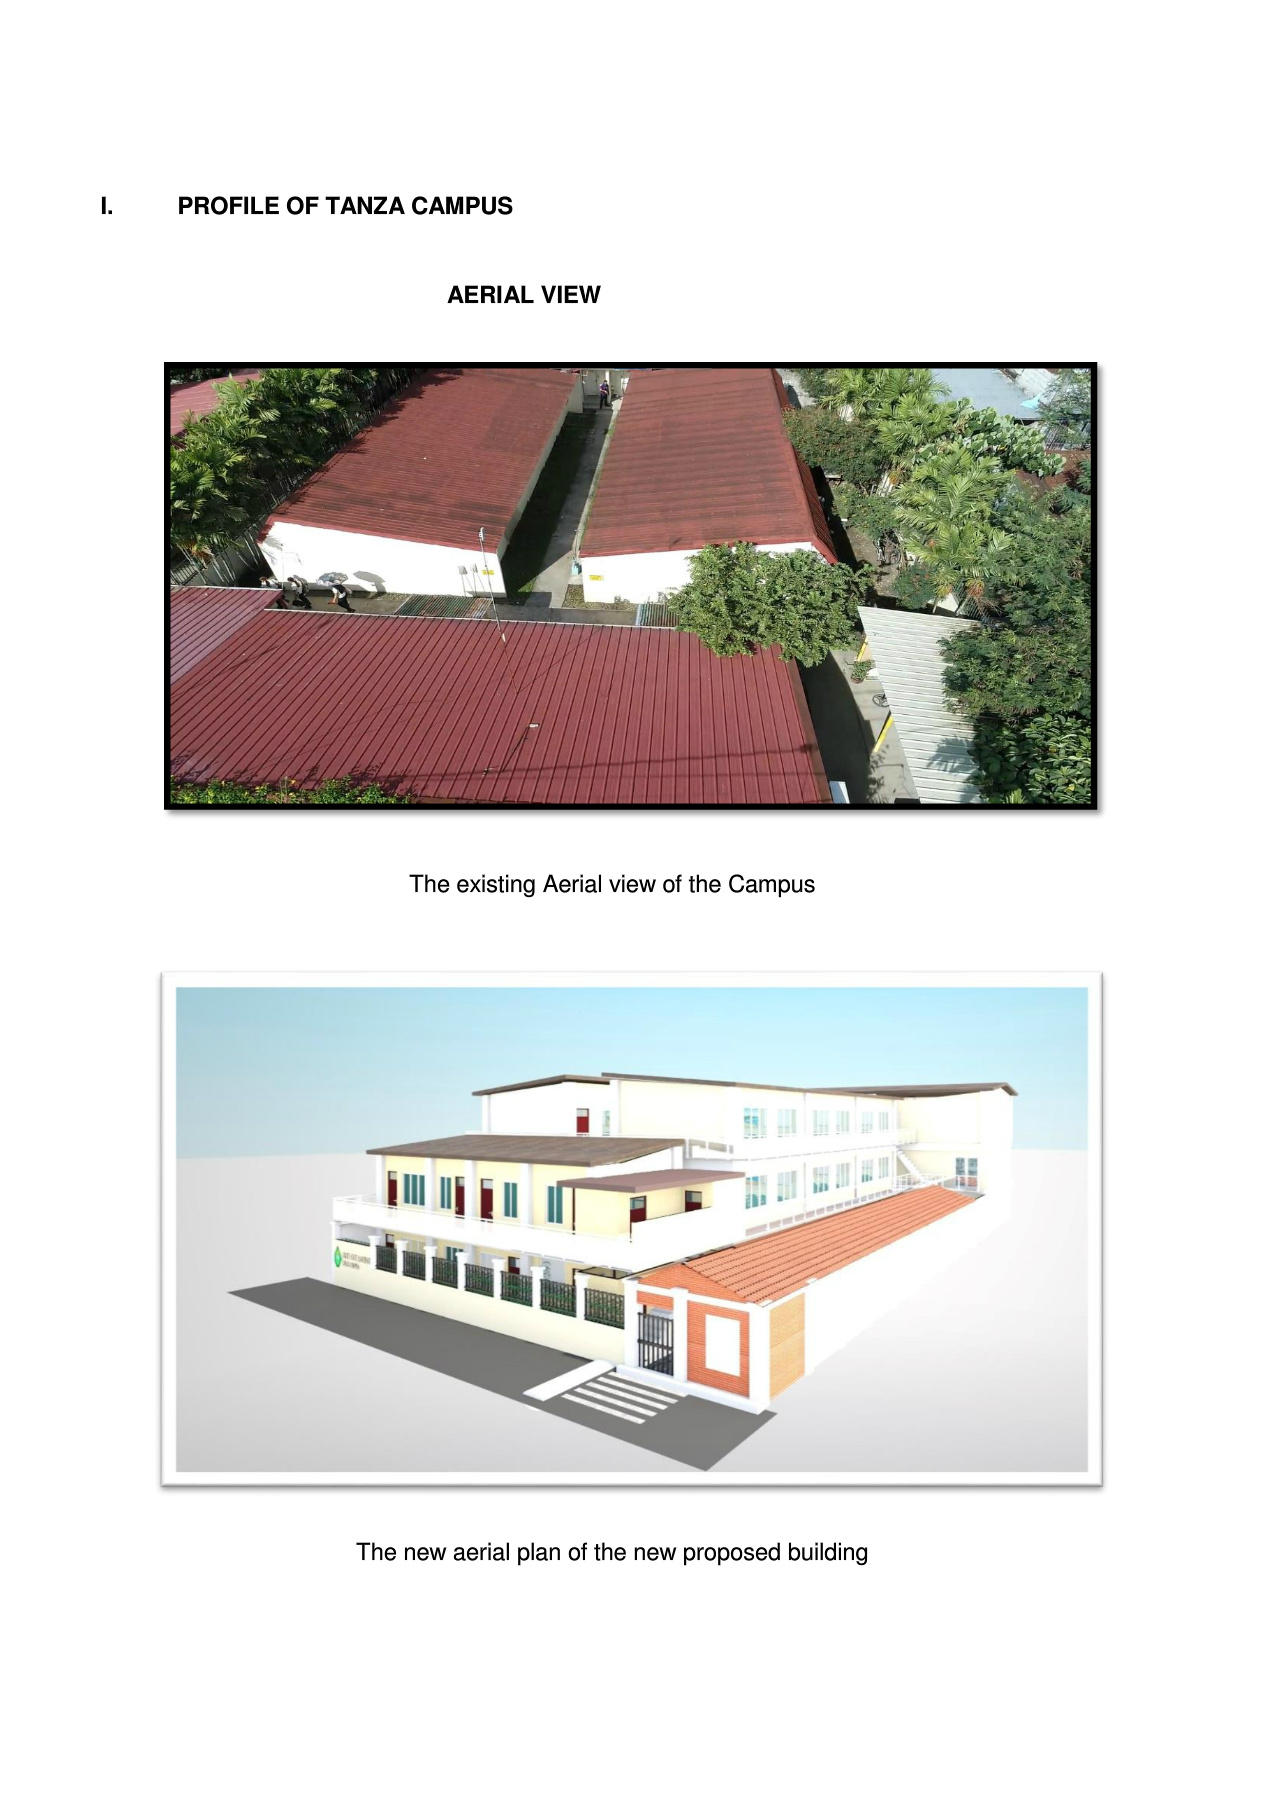 I. PROFILE OF TANZA CAMPUS
AERIAL VIEW
The existing Aerial view of the Campus
The new aerial plan of the new proposed building